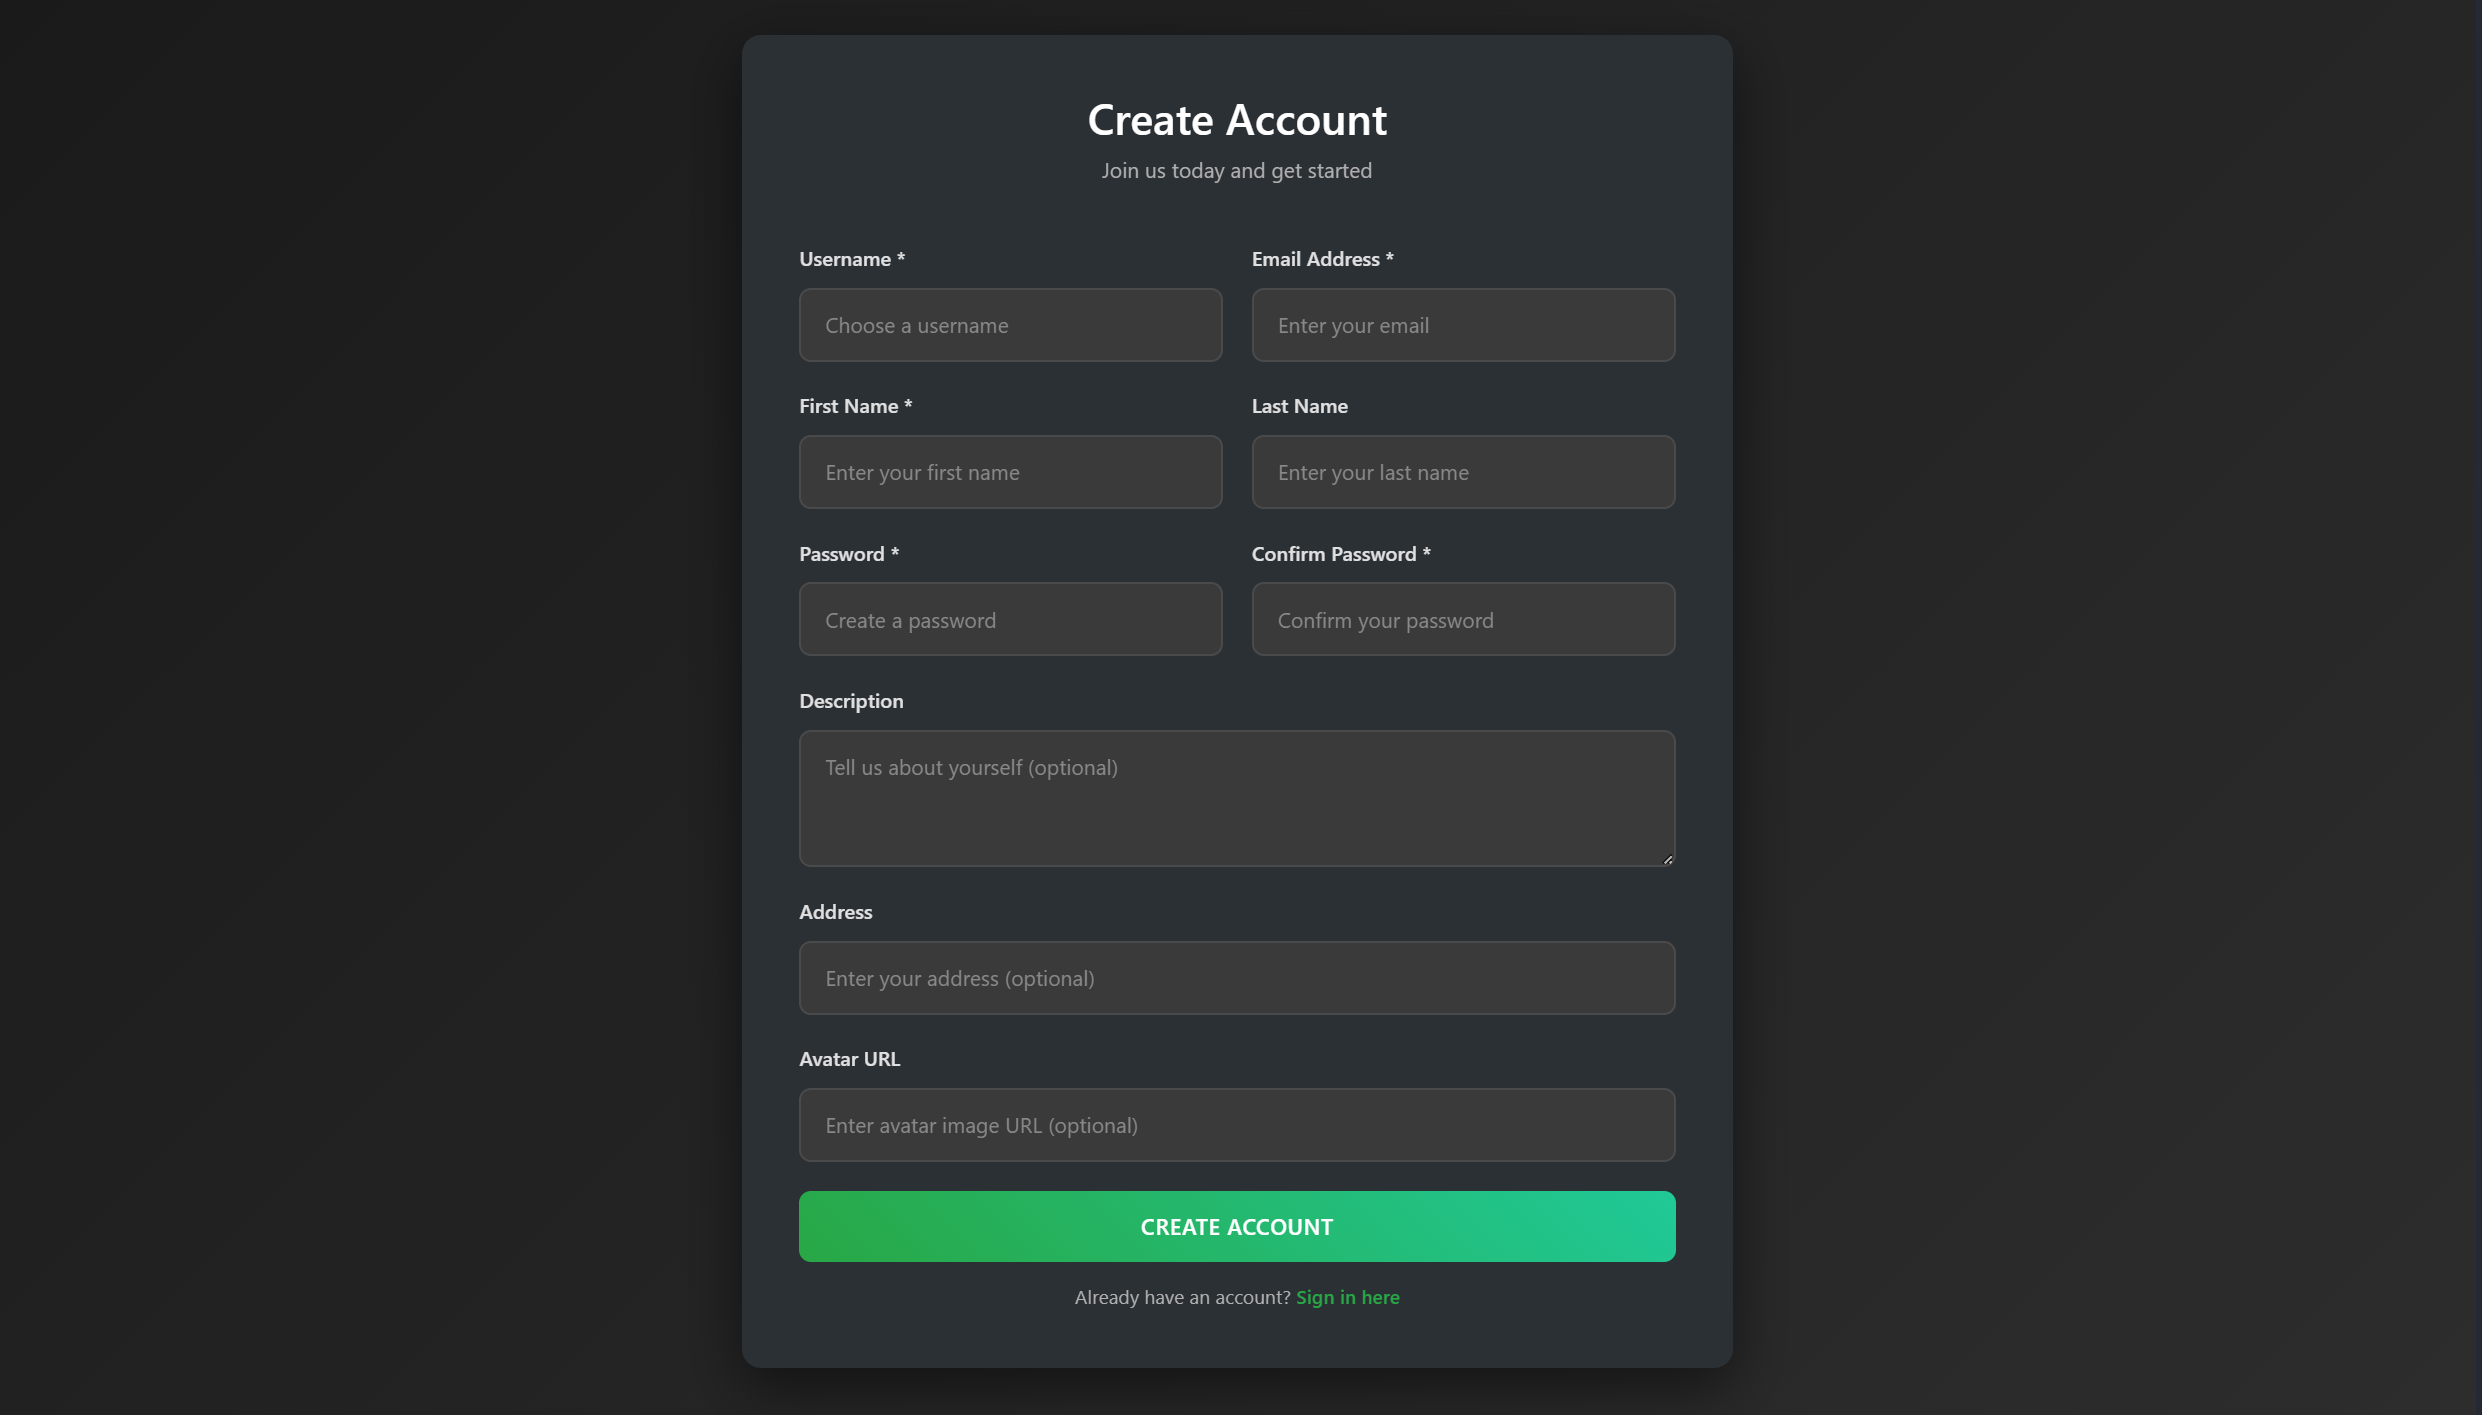 Create Account
Join us today and get started
Username *
Email Address *
Choose a username
Enter your email
First Name *
Last Name
Enter your first name
Enter your last name
Password *
Confirm Password *
Create a password
Confirm your password
Description
Tell us about yourself (optional)
Address
Enter your address (optional)
Avatar URL
Enter avatar image URL (optional)
CREATE ACCOUNT
Already have an account? Sign in here